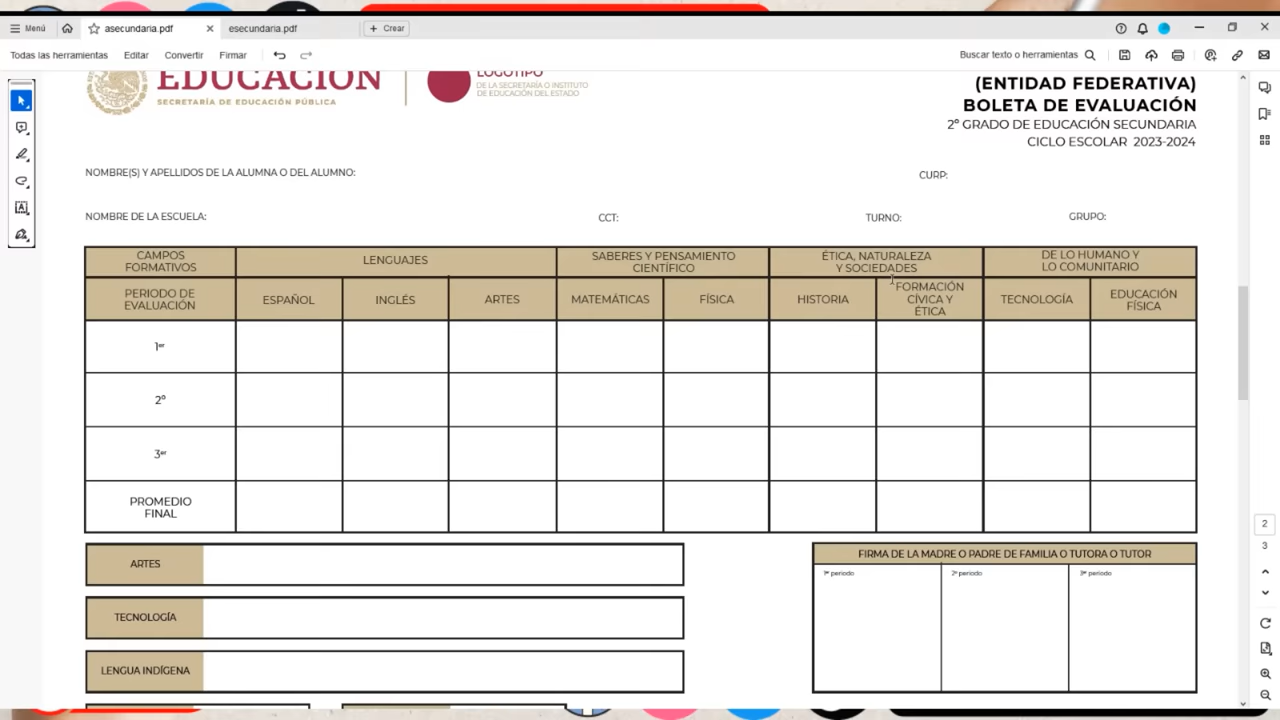 Menú
asecundaria.pdf
esecundaria.pdf
Crear
Todas las herramientas
Editar
Convertir
Firmar
Buscar texto o herramientas
EDUCACIÓN
SECRETARÍA DE EDUCACIÓN PÚBLICA
LOGOTIPO
DE LA SECRETARÍA O INSTITUTO
DE EDUCACIÓN DEL ESTADO
(ENTIDAD FEDERATIVA)
BOLETA DE EVALUACIÓN
2º GRADO DE EDUCACIÓN SECUNDARIA
CICLO ESCOLAR 2023-2024
NOMBRE(S) Y APELLIDOS DE LA ALUMNA O DEL ALUMNO:
CURP:
NOMBRE DE LA ESCUELA:
CCT:
TURNO:
GRUPO:
CAMPOS
FORMATIVOS
LENGUAJES
SABERES Y PENSAMIENTO
CIENTÍFICO
ÉTICA, NATURALEZA
Y SOCIEDADES
DE LO HUMANO Y
LO COMUNITARIO
PERIODO DE
EVALUACIÓN
ESPAÑOL
INGLÉS
ARTES
MATEMÁTICAS
FÍSICA
HISTORIA
FORMACIÓN
CÍVICA Y
ÉTICA
TECNOLOGÍA
EDUCACIÓN
FÍSICA
1er
2º
3er
PROMEDIO
FINAL
ARTES
TECNOLOGÍA
LENGUA INDÍGENA
FIRMA DE LA MADRE O PADRE DE FAMILIA O TUTORA O TUTOR
1er periodo
2º periodo
3er periodo
2
3